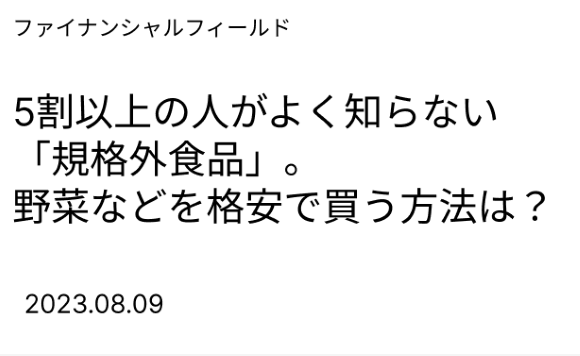 ファイナンシャルフィールド
5割以上の人がよく知らない
「規格外食品」。
野菜などを格安で買う方法は？
2023.08.09